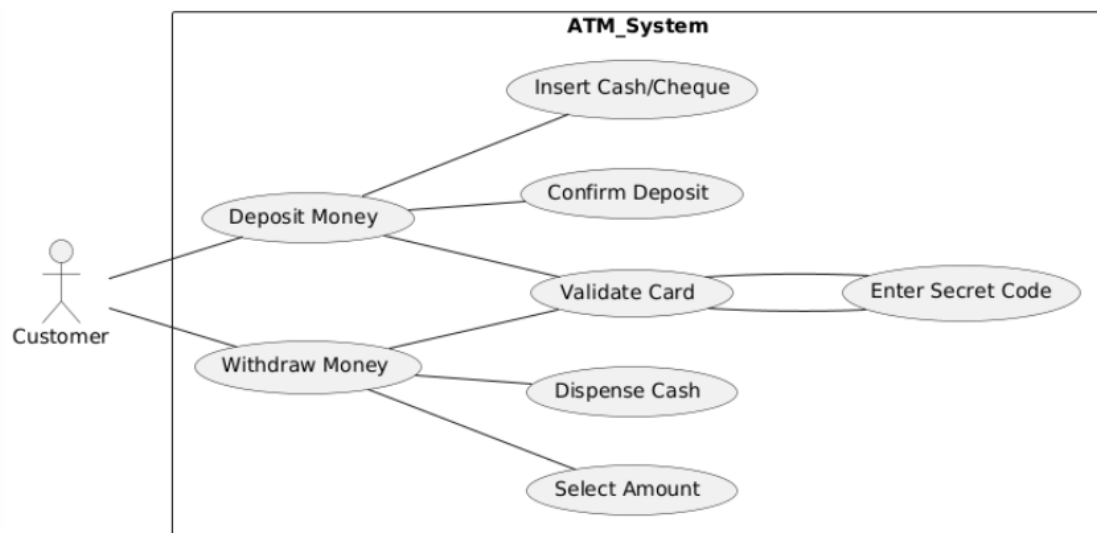 ATM_System
Insert Cash/Cheque
Confirm Deposit
Deposit Money
Validate Card
Enter Secret Code
Customer
Withdraw Money
Dispense Cash
Select Amount